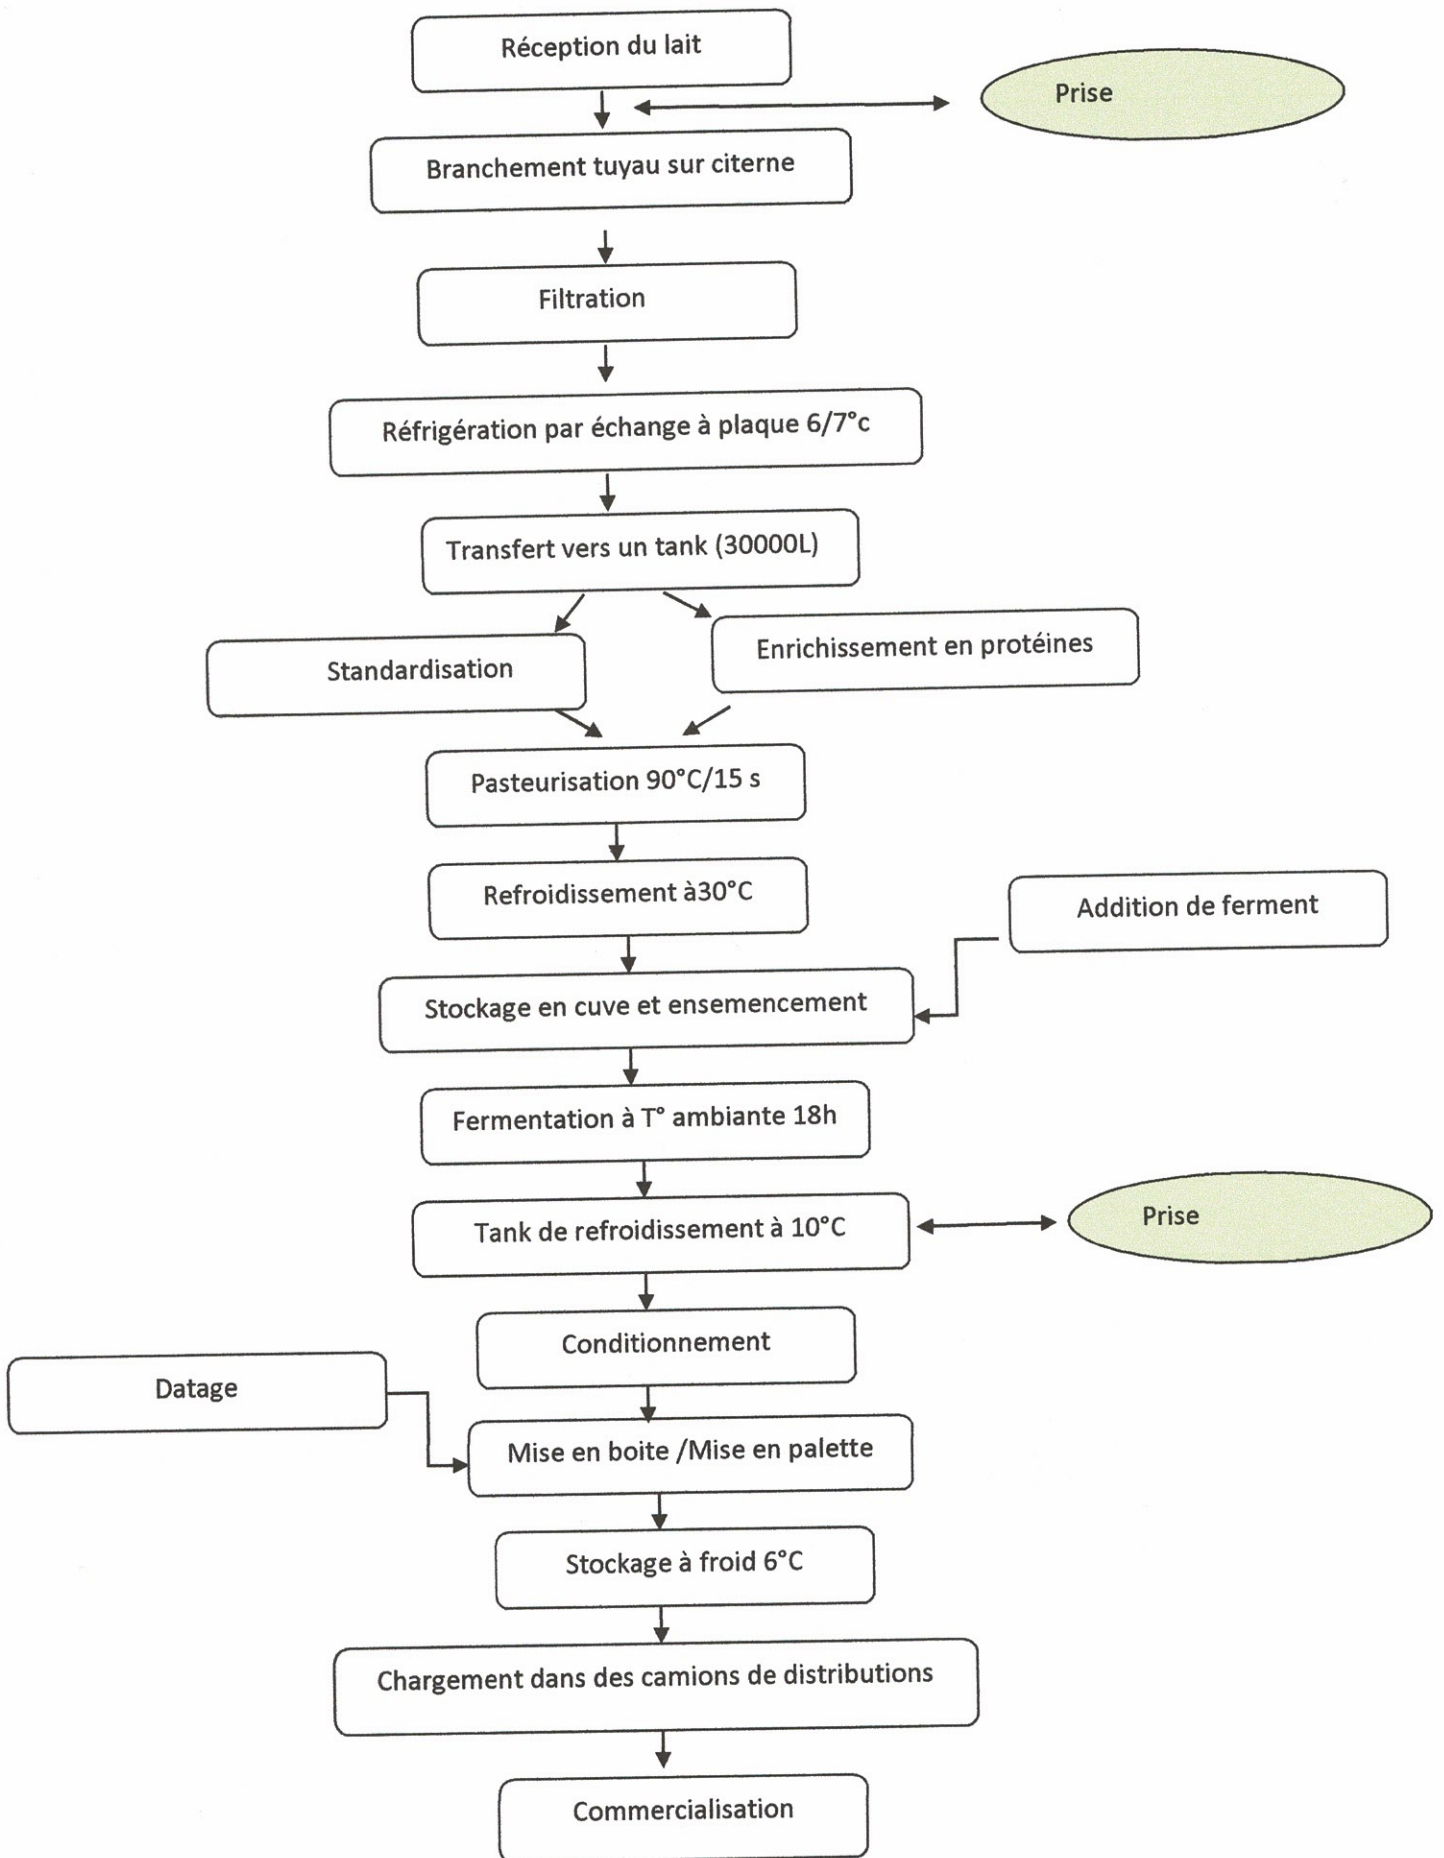 Réception du lait
Prise
Branchement tuyau sur citerne
Filtration
Réfrigération par échange à plaque 6/7°c
Transfert vers un tank (30000L)
Standardisation
Enrichissement en protéines
Pasteurisation 90°C/15 s
Refroidissement à30°C
Addition de ferment
Stockage en cuve et ensemencement
Fermentation à T° ambiante 18h
Tank de refroidissement à 10°C
Prise
Conditionnement
Datage
Mise en boite /Mise en palette
Stockage à froid 6°C
Chargement dans des camions de distributions
Commercialisation